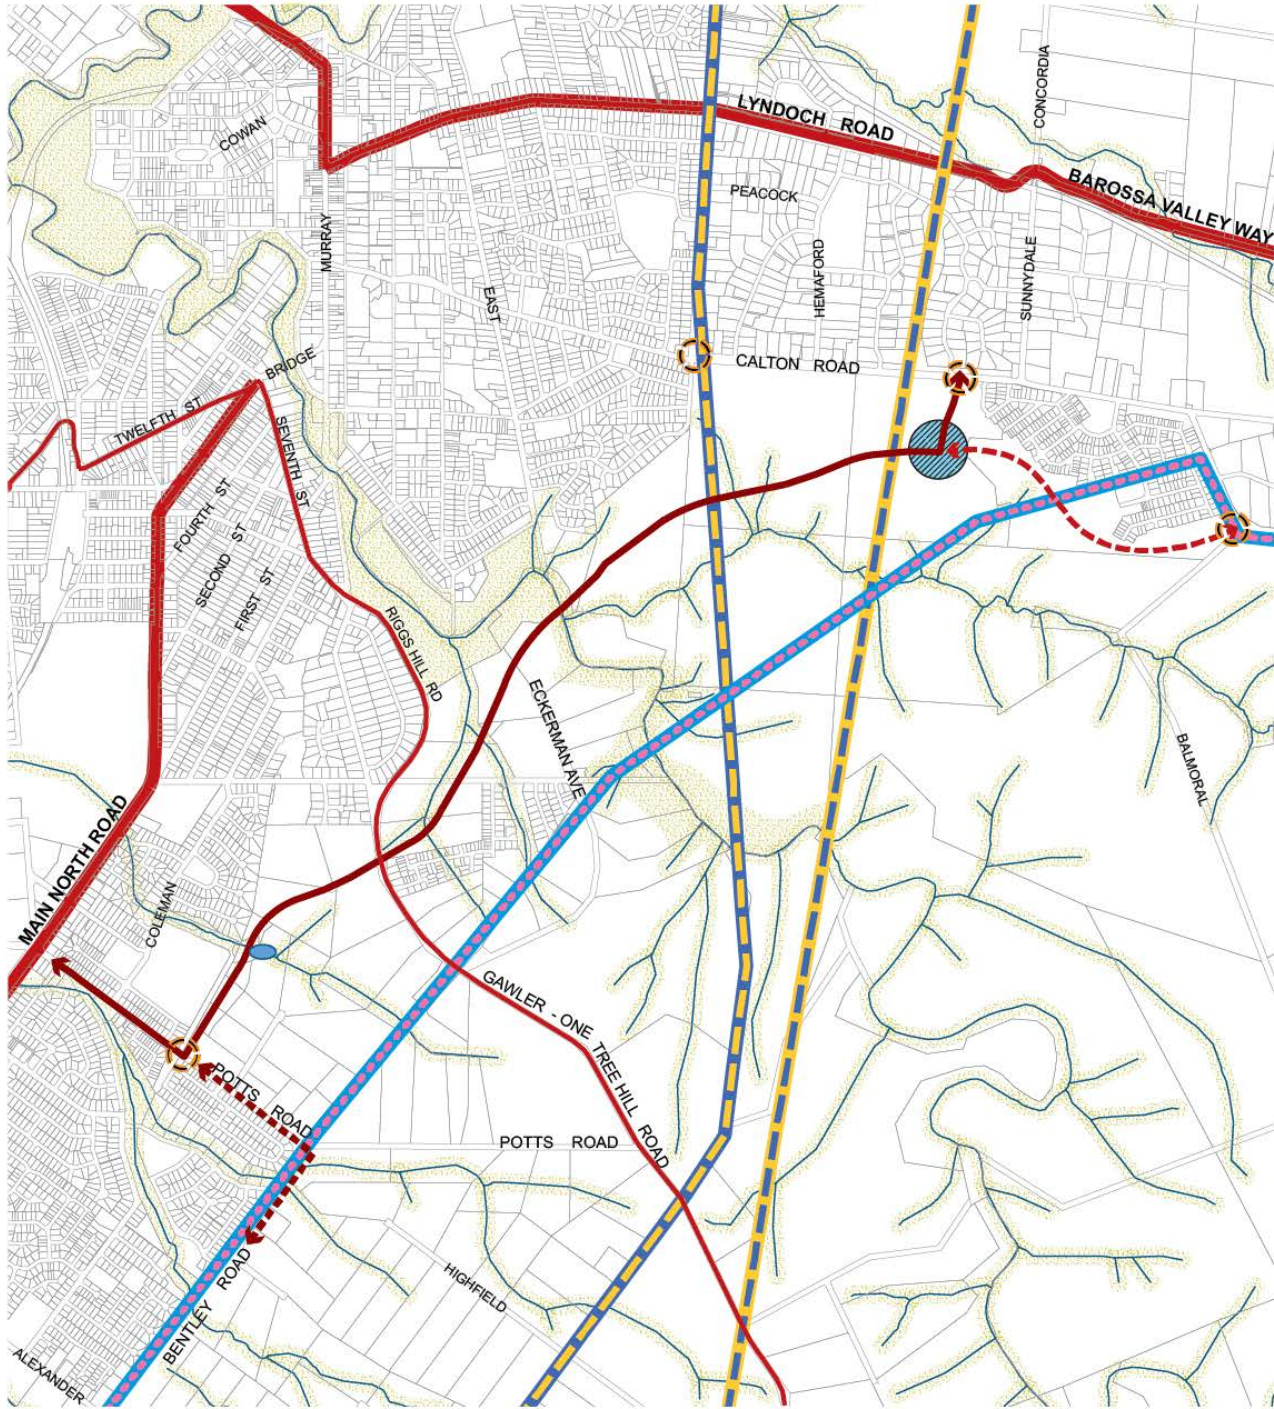 CONCORDIA
LYNDOCH ROAD
COWAN
BAROSSA VALLEY WAY
PEACOCK
MURRAY
HEMAFORD
SUNNYDALE
EAST
BRIDGE
CALTON ROAD
TWELFTH ST
SEVENTH ST
FOURTH ST
SECOND ST
FIRST ST
RIGGS HILL RD
ECKERMAN AVE
BALMORAL
MAIN NORTH ROAD
COLEMAN
GAWLER - ONE TREE HILL ROAD
POTTS ROAD
POTTS ROAD
BENTLEY ROAD
HIGHFIELD
ALEXANDER